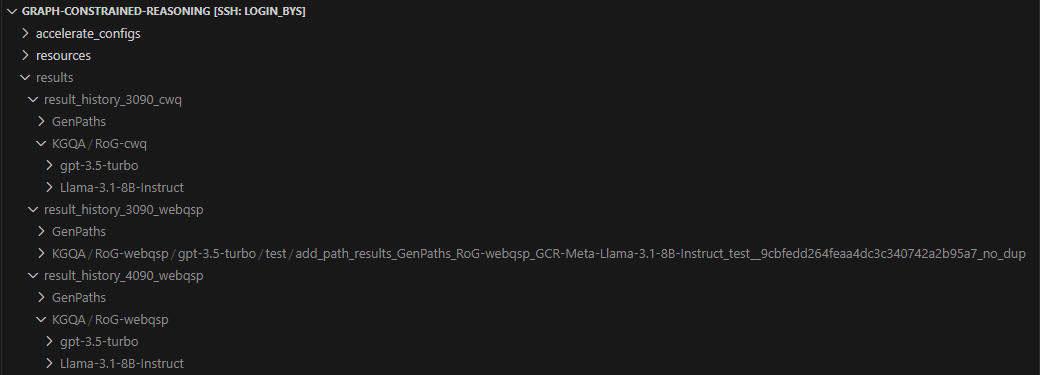 GRAPH-CONSTRAINED-REASONING [SSH: LOGIN_BYS]
accelerate_configs
resources
results
result_history_3090_cwq
GenPaths
KGQA / RoG-cwq
gpt-3.5-turbo
Llama-3.1-8B-Instruct
result_history_3090_webqsp
GenPaths
KGQA / RoG-webqsp / gpt-3.5-turbo / test / add_path_results_GenPaths_RoG-webqsp_GCR-Meta-Llama-3.1-8B-Instruct_test__9cbfedd264feaa4dc3c340742a2b95a7_no_dup
result_history_4090_webqsp
GenPaths
KGQA / RoG-webqsp
gpt-3.5-turbo
Llama-3.1-8B-Instruct